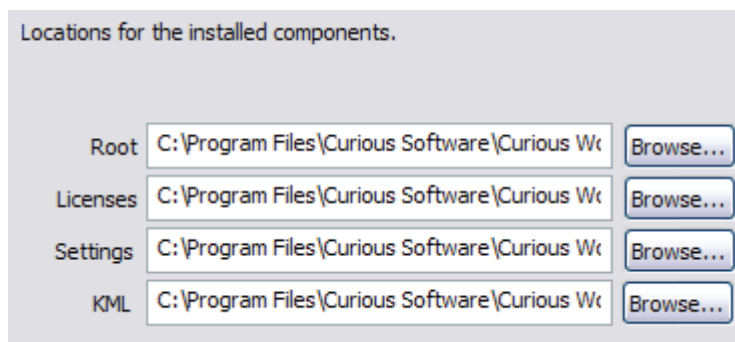 Locations for the installed components.
Root C:\Program Files\Curious Software\Curious Browse...
Licenses C:\Program Files\Curious Software\Curious Browse...
Settings C:\Program Files\Curious Software\Curious Browse...
KML C:\Program Files\Curious Software\Curious Browse...